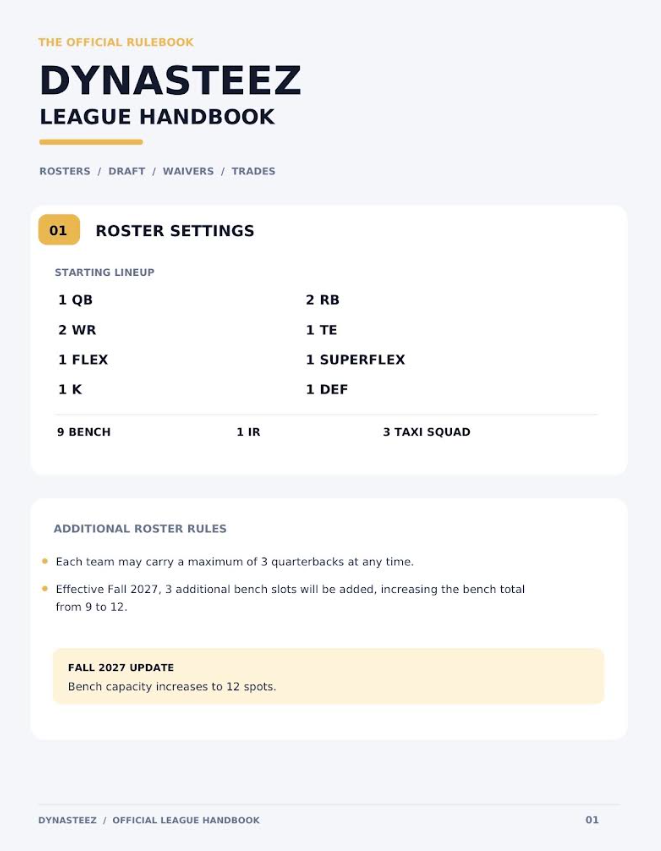 THE OFFICIAL RULEBOOK
DYNASTEEZ
LEAGUE HANDBOOK
ROSTERS / DRAFT / WAIVERS / TRADES
01 ROSTER SETTINGS
STARTING LINEUP
1 QB 2 RB
2 WR 1 TE
1 FLEX 1 SUPERFLEX
1 K 1 DEF
9 BENCH 1 IR 3 TAXI SQUAD
ADDITIONAL ROSTER RULES
Each team may carry a maximum of 3 quarterbacks at any time.
Effective Fall 2027, 3 additional bench slots will be added, increasing the bench total
from 9 to 12.
FALL 2027 UPDATE
Bench capacity increases to 12 spots.
DYNASTEEZ / OFFICIAL LEAGUE HANDBOOK 01